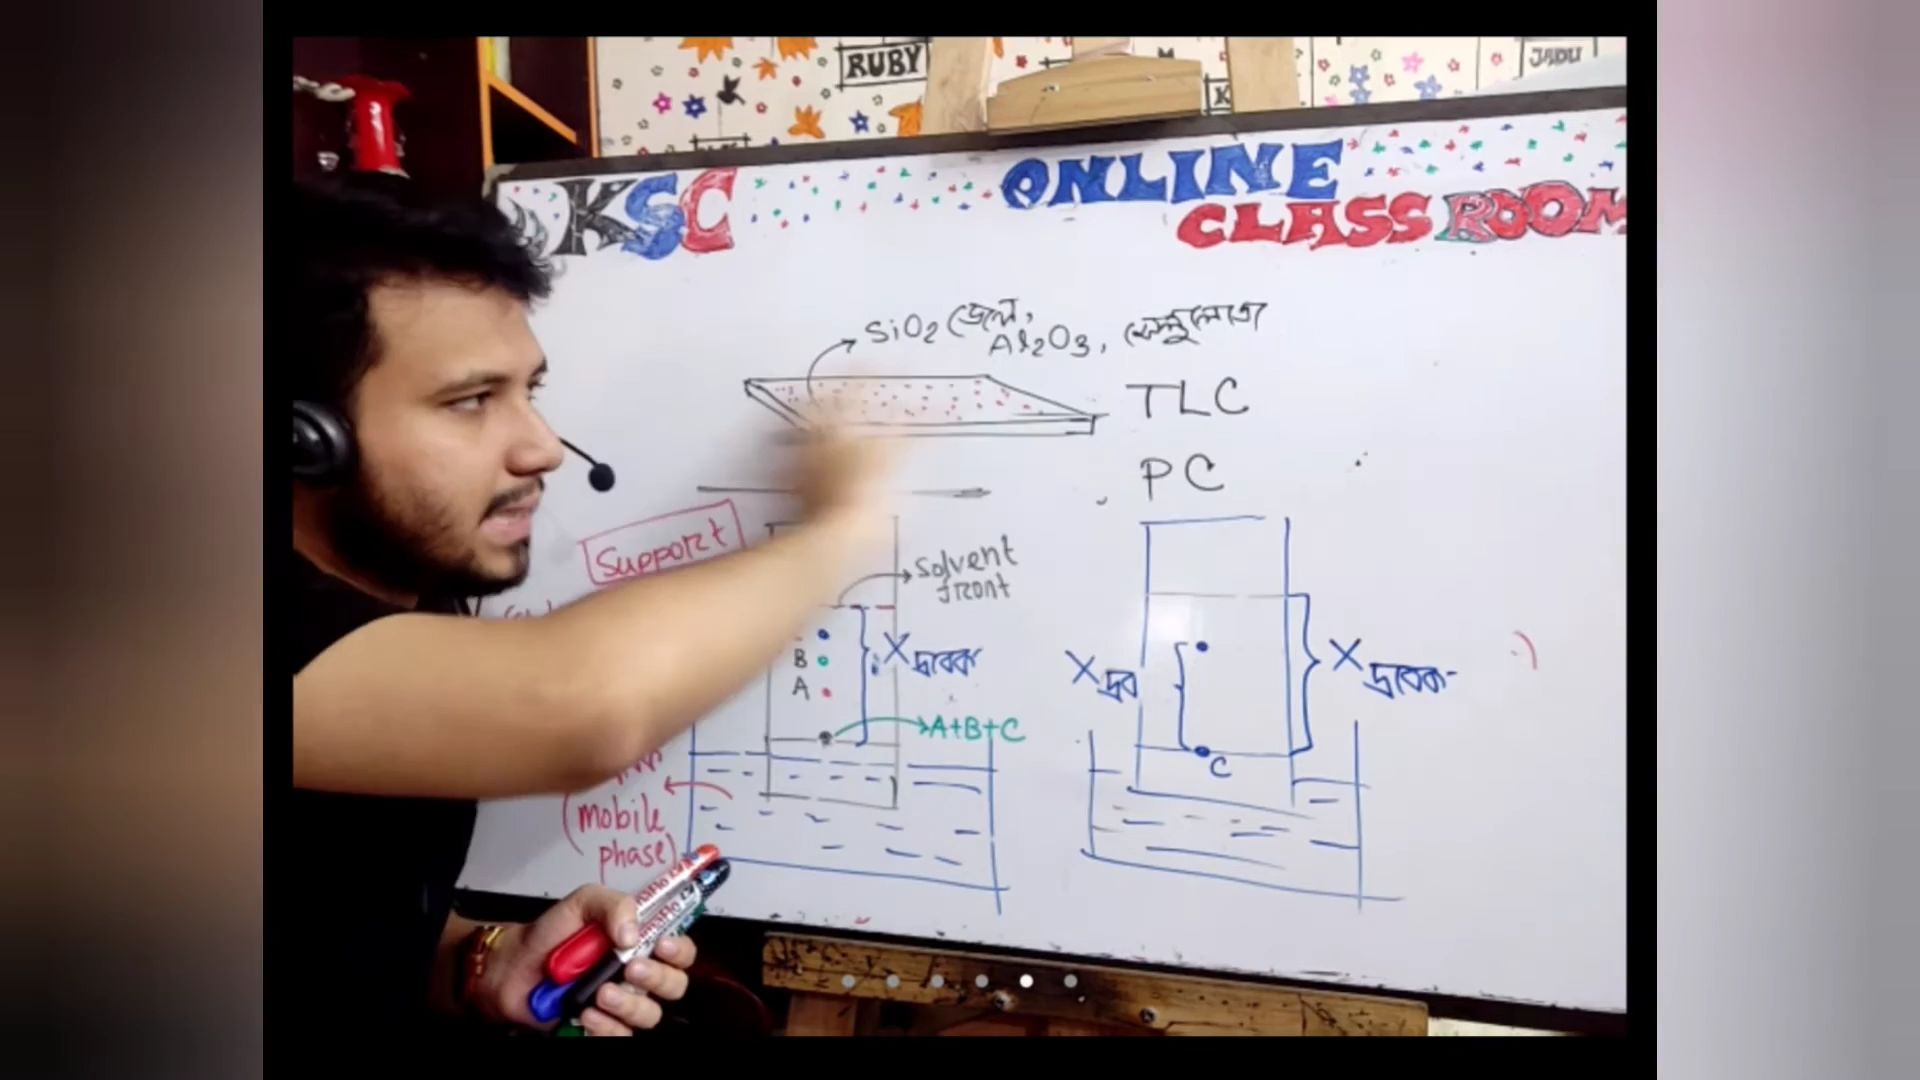 RUBY
JADU
KSC
ONLINE
CLASS ROOM
SiO2 জেল,
Al2O3, সেলুলোজ
TLC
PC
Support
Solvent
front
B
A
X দ্রাবক
A+B+C
X দ্রব
X দ্রাবক
C
(mobile
phase)